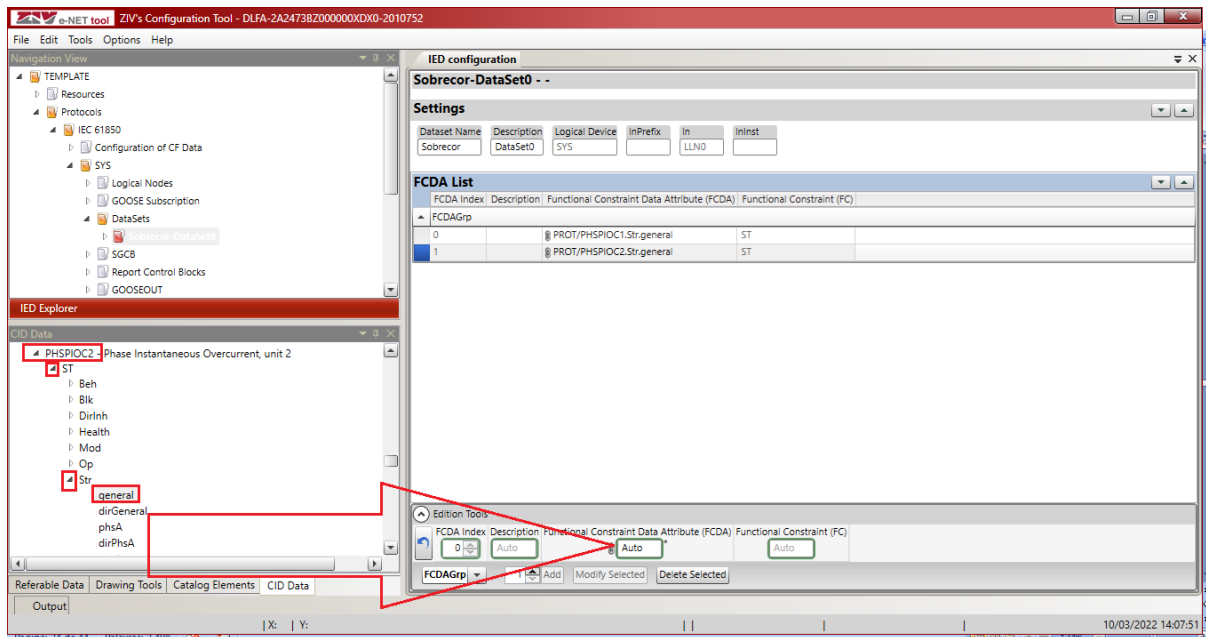 ZIV e-NET tool ZIV's Configuration Tool - DLFA-2A2473BZ000000XDX0-2010752
File Edit Tools Options Help
Navigation View
TEMPLATE
Resources
Protocols
IEC 61850
Configuration of CF Data
SYS
Logical Nodes
GOOSE Subscription
DataSets
Sobrecor-DataSet0
SGCB
Report Control Blocks
GOOSEOUT
IED Explorer
CID Data
PHSPIOC2 - Phase Instantaneous Overcurrent, unit 2
ST
Beh
Blk
DirInh
Health
Mod
Op
Str
general
dirGeneral
phsA
dirPhsA
Referable Data Drawing Tools Catalog Elements CID Data
Output
IED configuration
Sobrecor-DataSet0 - -
Settings
Dataset Name Description Logical Device lnPrefix ln lnInst
Sobrecor DataSet0 SYS LLN0
FCDA List
FCDA Index Description Functional Constraint Data Attribute (FCDA) Functional Constraint (FC)
FCDAGrp
0 PROT/PHSPIOC1.Str.general ST
1 PROT/PHSPIOC2.Str.general ST
Edition Tools
FCDA Index Description Functional Constraint Data Attribute (FCDA) Functional Constraint (FC)
0 Auto Auto * Auto
FCDAGrp 1 Add Modify Selected Delete Selected
| X: | Y: | | | | 10/03/2022 14:07:51